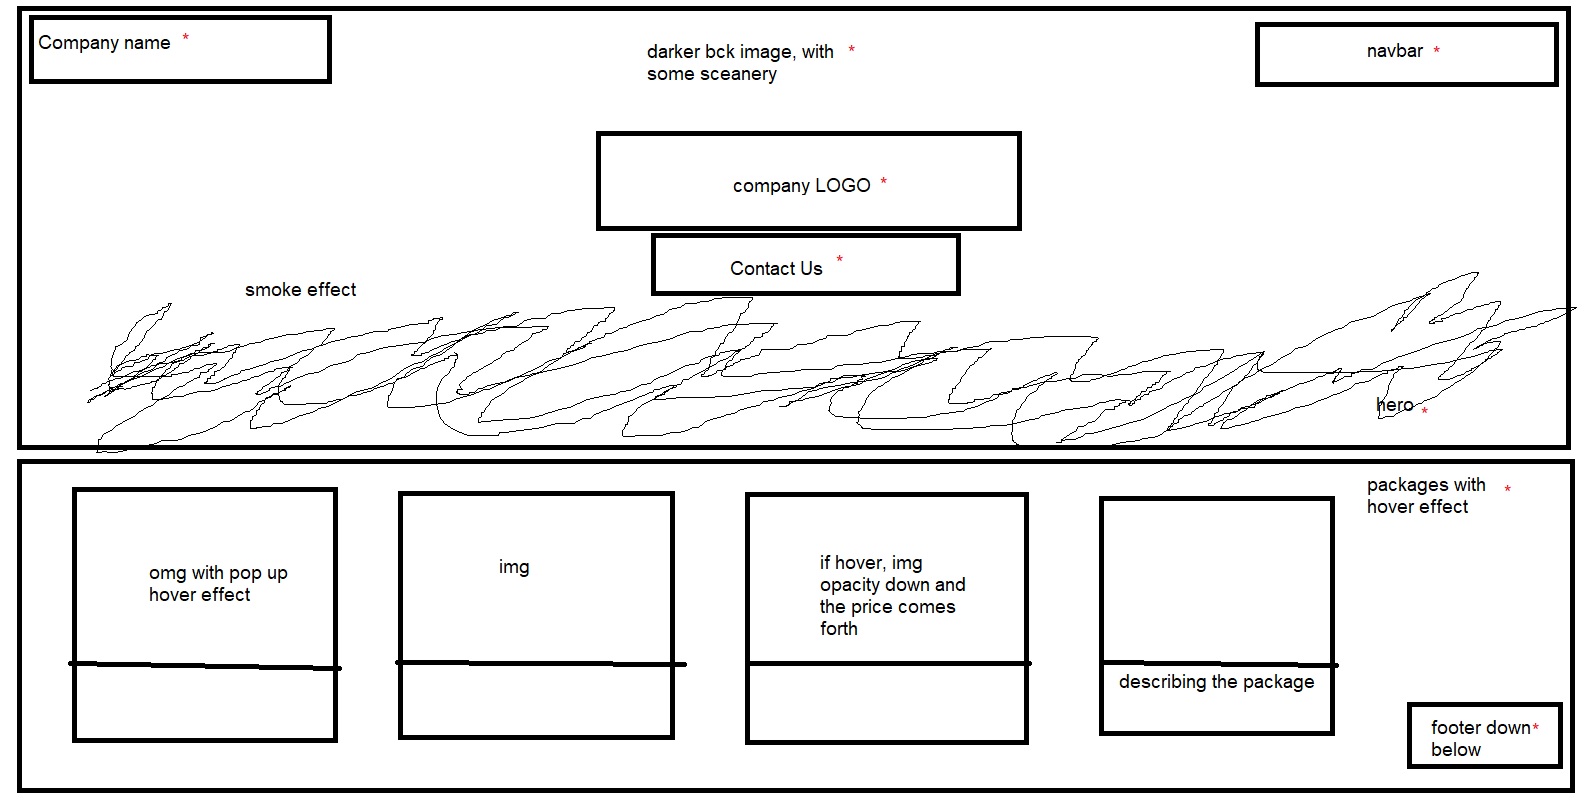 Company name *
darker bck image, with *
some sceanery
navbar *
company LOGO *
Contact Us *
smoke effect
hero *
packages with *
hover effect
omg with pop up
hover effect
img
if hover, img
opacity down and
the price comes
forth
describing the package
footer down*
below